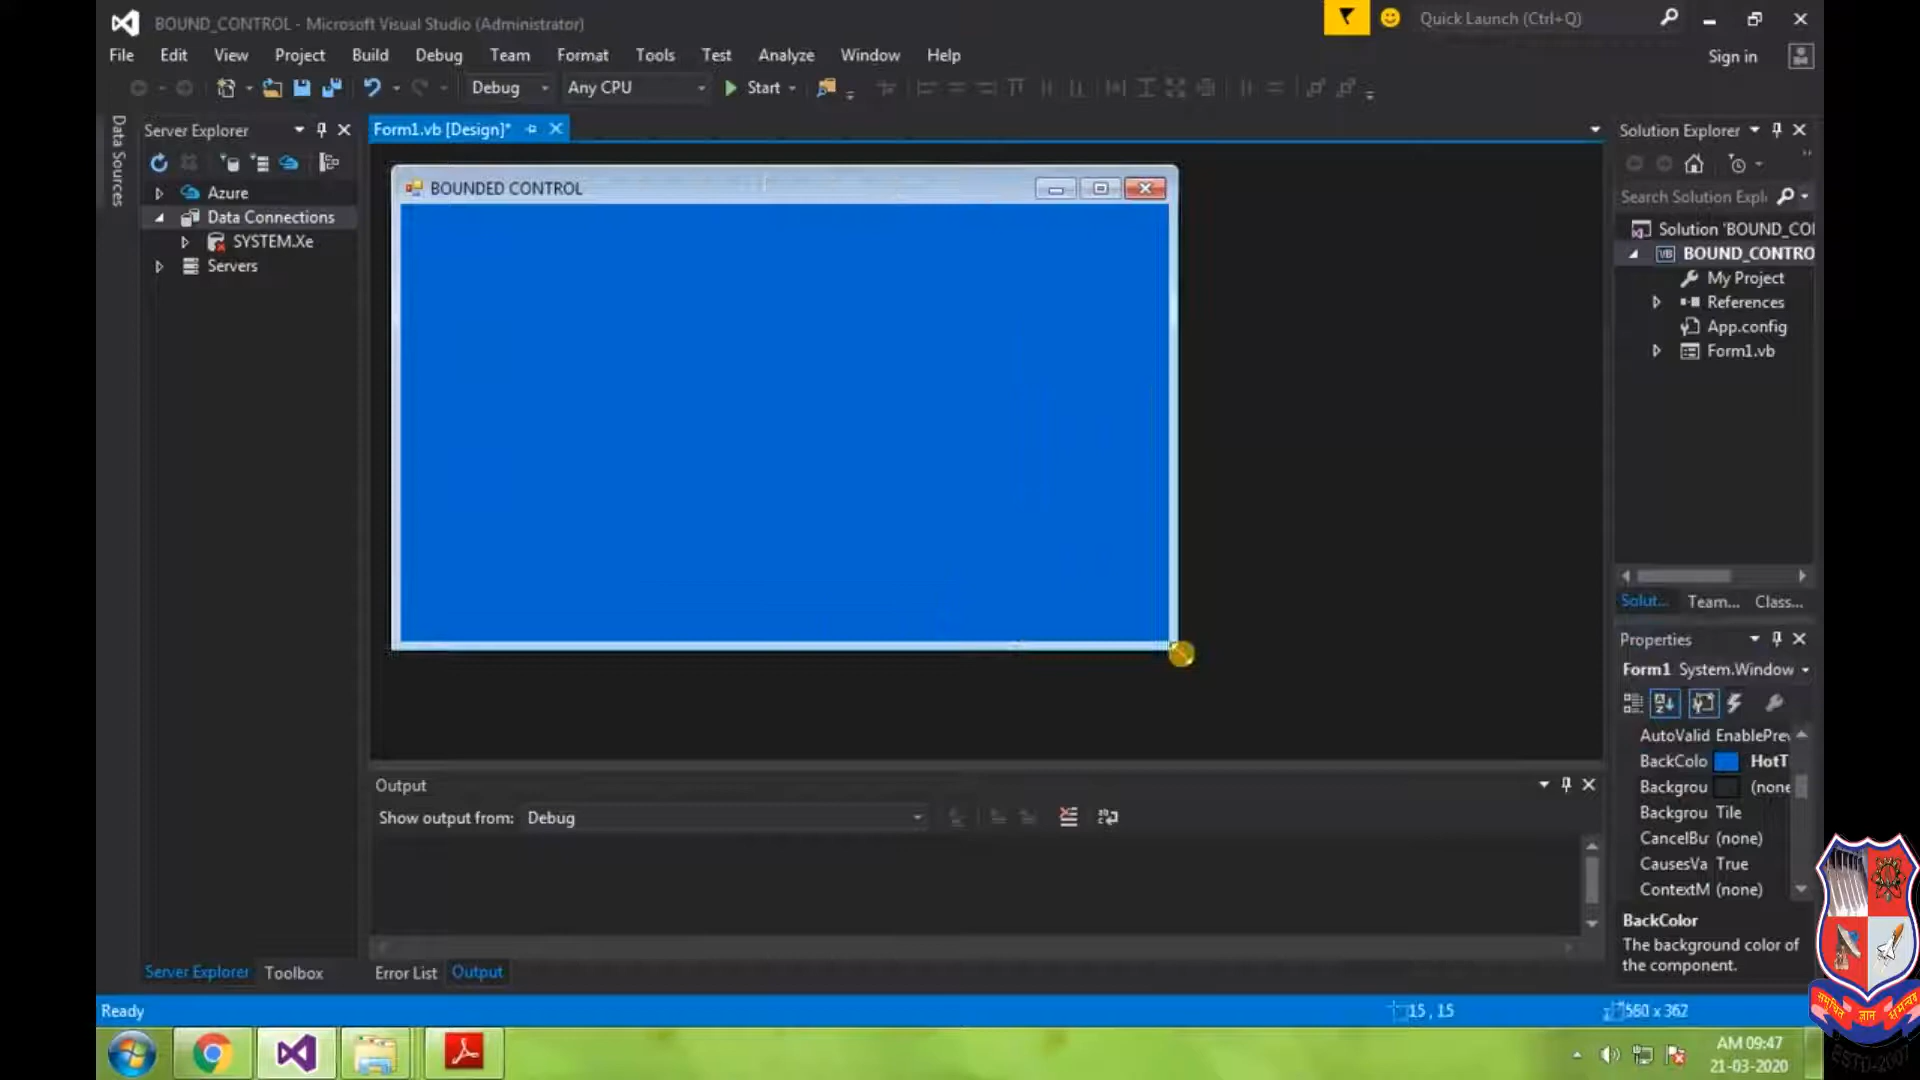 BOUND_CONTROL - Microsoft Visual Studio (Administrator)
Quick Launch (Ctrl+Q)
File Edit View Project Build Debug Team Format Tools Test Analyze Window Help
Sign in
Debug Any CPU Start
Data Sources
Server Explorer
Azure
Data Connections
SYSTEM.Xe
Servers
Form1.vb [Design]*
BOUNDED CONTROL
Solution Explorer
Search Solution Expl
Solution 'BOUND_CO
BOUND_CONTRO
My Project
References
App.config
Form1.vb
Solut... Team... Class...
Properties
Form1 System.Window
AutoValid EnablePre
BackColo HotT
Backgrou (none
Backgrou Tile
CancelBu (none)
CausesVa True
ContextM (none)
BackColor
The background color of
the component.
Output
Show output from: Debug
Server Explorer Toolbox
Error List Output
Ready
15 , 15
580 x 362
AM 09:47
21-03-2020
ESTD-2007